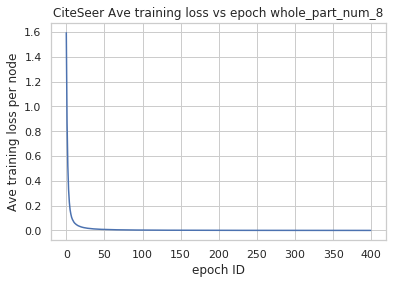 CiteSeer Ave training loss vs epoch whole_part_num_8
Ave training loss per node
1.6
1.4
1.2
1.0
0.8
0.6
0.4
0.2
0.0
0 50 100 150 200 250 300 350 400
epoch ID